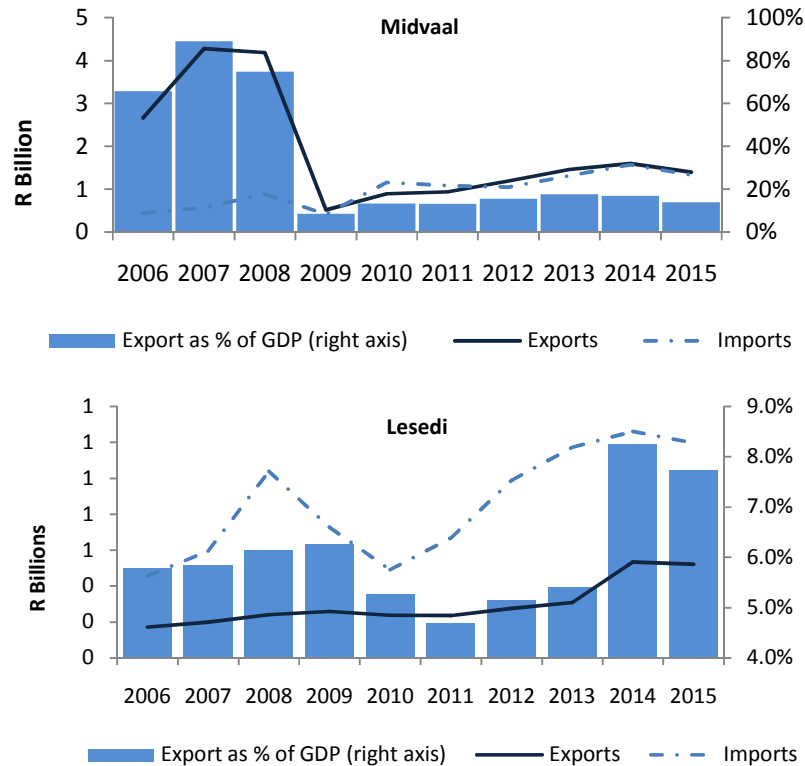 Midvaal
R Billion
5 100%
4 80%
3 60%
2 40%
1 20%
0 0%
2006 2007 2008 2009 2010 2011 2012 2013 2014 2015
Export as % of GDP (right axis) Exports Imports
Lesedi
R Billions
1 9.0%
1 8.0%
1 7.0%
1 6.0%
1 5.0%
0 4.0%
0
0
2006 2007 2008 2009 2010 2011 2012 2013 2014 2015
Export as % of GDP (right axis) Exports Imports